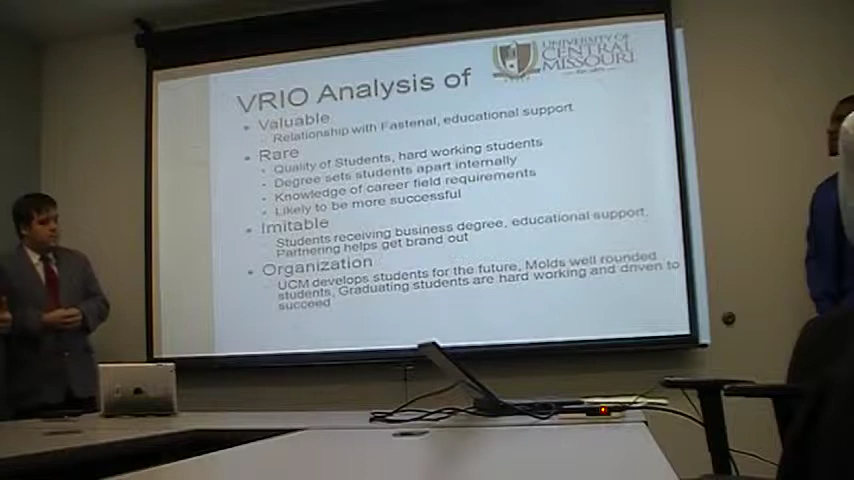 VRIO Analysis of
UNIVERSITY OF
CENTRAL
MISSOURI
• Valuable
• Relationship with Fastenal, educational support
• Rare
• Quality of Students, hard working students
• Degree sets students apart internally
• Knowledge of career field requirements
• Likely to be more successful
• Imitable
Students receiving business degree, educational support,
Partnering helps get brand out
• Organization
UCM develops students for the future, Molds well rounded
students, Graduating students are hard working and driven to
succeed